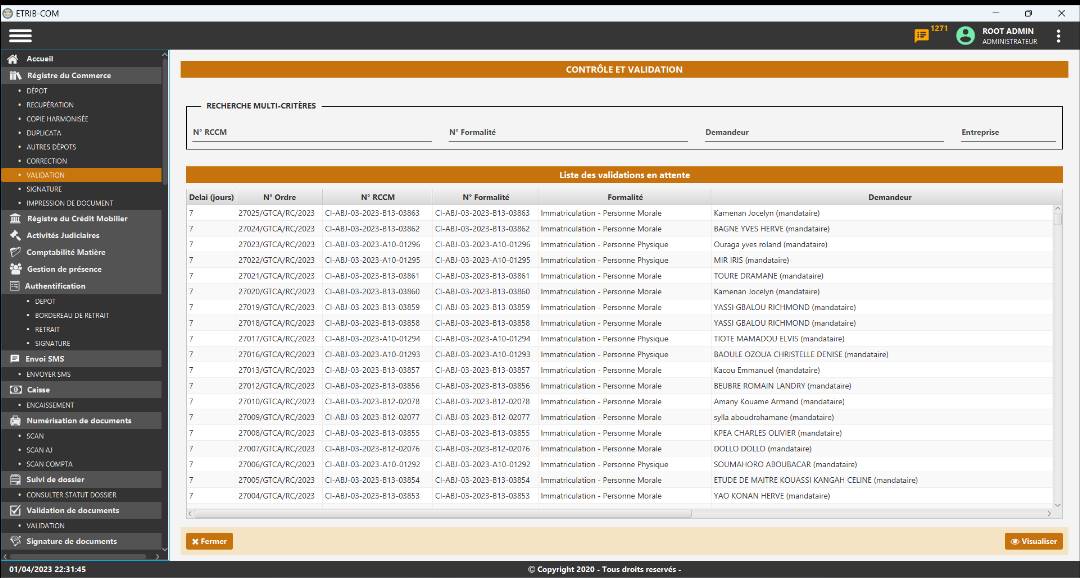 ETRIB-COM
1271
ROOT ADMIN
ADMINISTRATEUR
Accueil
Régistre du Commerce
DÉPOT
RECUPÉRATION
COPIE HARMONISÉE
DUPLICATA
AUTRES DÉPOTS
CORRECTION
VALIDATION
SIGNATURE
IMPRESSION DE DOCUMENT
Régistre du Crédit Mobilier
Activités Judiciaires
Comptabilité Matière
Gestion de présence
Authentification
DEPOT
BORDEREAU DE RETRAIT
RETRAIT
SIGNATURE
Envoi SMS
ENVOYER SMS
Caisse
ENCAISSEMENT
Numérisation de documents
SCAN
SCAN AJ
SCAN COMPTA
Suivi de dossier
CONSULTER STATUT DOSSIER
Validation de documents
VALIDATION
Signature de documents
CONTRÔLE ET VALIDATION
RECHERCHE MULTI-CRITÈRES
N° RCCM N° Formalité Demandeur Entreprise
Liste des validations en attente
Delai (jours) N° Ordre N° RCCM N° Formalité Formalité Demandeur
7 27025/GTCA/RC/2023 CI-ABJ-03-2023-B13-03863 CI-ABJ-03-2023-B13-03863 Immatriculation - Personne Morale Kamenan Jocelyn (mandataire)
7 27024/GTCA/RC/2023 CI-ABJ-03-2023-B13-03862 CI-ABJ-03-2023-B13-03862 Immatriculation - Personne Morale BAGNE YVES HERVE (mandataire)
7 27023/GTCA/RC/2023 CI-ABJ-03-2023-A10-01296 CI-ABJ-03-2023-A10-01296 Immatriculation - Personne Physique Ouraga yves roland (mandataire)
7 27022/GTCA/RC/2023 CI-ABJ-03-2023-A10-01295 CI-ABJ-03-2023-A10-01295 Immatriculation - Personne Physique MIR IRIS (mandataire)
7 27021/GTCA/RC/2023 CI-ABJ-03-2023-B13-03861 CI-ABJ-03-2023-B13-03861 Immatriculation - Personne Morale TOURE DRAMANE (mandataire)
7 27020/GTCA/RC/2023 CI-ABJ-03-2023-B13-03860 CI-ABJ-03-2023-B13-03860 Immatriculation - Personne Morale Kamenan Jocelyn (mandataire)
7 27019/GTCA/RC/2023 CI-ABJ-03-2023-B13-03859 CI-ABJ-03-2023-B13-03859 Immatriculation - Personne Morale YASSI GBALOU RICHMOND (mandataire)
7 27018/GTCA/RC/2023 CI-ABJ-03-2023-B13-03858 CI-ABJ-03-2023-B13-03858 Immatriculation - Personne Morale YASSI GBALOU RICHMOND (mandataire)
7 27017/GTCA/RC/2023 CI-ABJ-03-2023-A10-01294 CI-ABJ-03-2023-A10-01294 Immatriculation - Personne Physique TIOTE MAMADOU ELVIS (mandataire)
7 27016/GTCA/RC/2023 CI-ABJ-03-2023-A10-01293 CI-ABJ-03-2023-A10-01293 Immatriculation - Personne Physique BAOULE OZOUA CHRISTELLE DENISE (mandataire)
7 27013/GTCA/RC/2023 CI-ABJ-03-2023-B13-03857 CI-ABJ-03-2023-B13-03857 Immatriculation - Personne Morale Kacou Emmanuel (mandataire)
7 27012/GTCA/RC/2023 CI-ABJ-03-2023-B13-03856 CI-ABJ-03-2023-B13-03856 Immatriculation - Personne Morale BEUBRE ROMAIN LANDRY (mandataire)
7 27010/GTCA/RC/2023 CI-ABJ-03-2023-B12-02078 CI-ABJ-03-2023-B12-02078 Immatriculation - Personne Morale Amany Kouame Armand (mandataire)
7 27009/GTCA/RC/2023 CI-ABJ-03-2023-B12-02077 CI-ABJ-03-2023-B12-02077 Immatriculation - Personne Morale sylla aboudrahamane (mandataire)
7 27008/GTCA/RC/2023 CI-ABJ-03-2023-B13-03855 CI-ABJ-03-2023-B13-03855 Immatriculation - Personne Morale KPEA CHARLES OLIVIER (mandataire)
7 27007/GTCA/RC/2023 CI-ABJ-03-2023-B12-02076 CI-ABJ-03-2023-B12-02076 Immatriculation - Personne Morale DOLLO DOLLO (mandataire)
7 27006/GTCA/RC/2023 CI-ABJ-03-2023-A10-01292 CI-ABJ-03-2023-A10-01292 Immatriculation - Personne Physique SOUMAHORO ABOUBACAR (mandataire)
7 27005/GTCA/RC/2023 CI-ABJ-03-2023-B13-03854 CI-ABJ-03-2023-B13-03854 Immatriculation - Personne Morale ETUDE DE MAITRE KOUASSI KANGAH CELINE (mandataire)
7 27004/GTCA/RC/2023 CI-ABJ-03-2023-B13-03853 CI-ABJ-03-2023-B13-03853 Immatriculation - Personne Morale YAO KONAN HERVE (mandataire)
Fermer Visualiser
01/04/2023 22:31:45 © Copyright 2020 - Tous droits reservés -